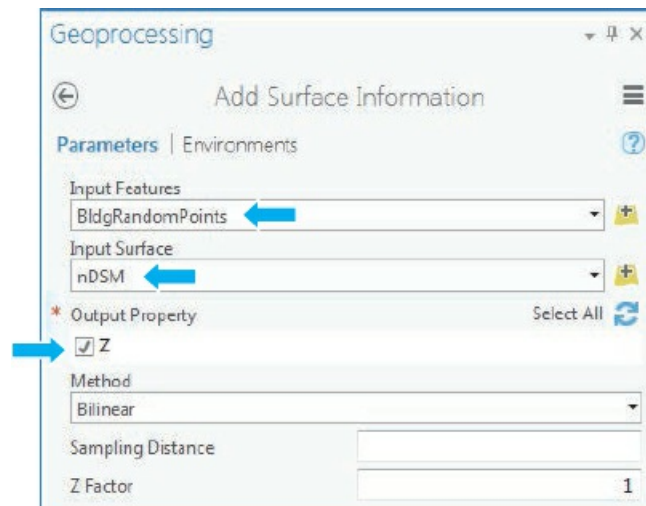 Geoprocessing
Add Surface Information
Parameters | Environments
Input Features
BldgRandomPoints
Input Surface
nDSM
* Output Property Select All
Z
Method
Bilinear
Sampling Distance
Z Factor 1